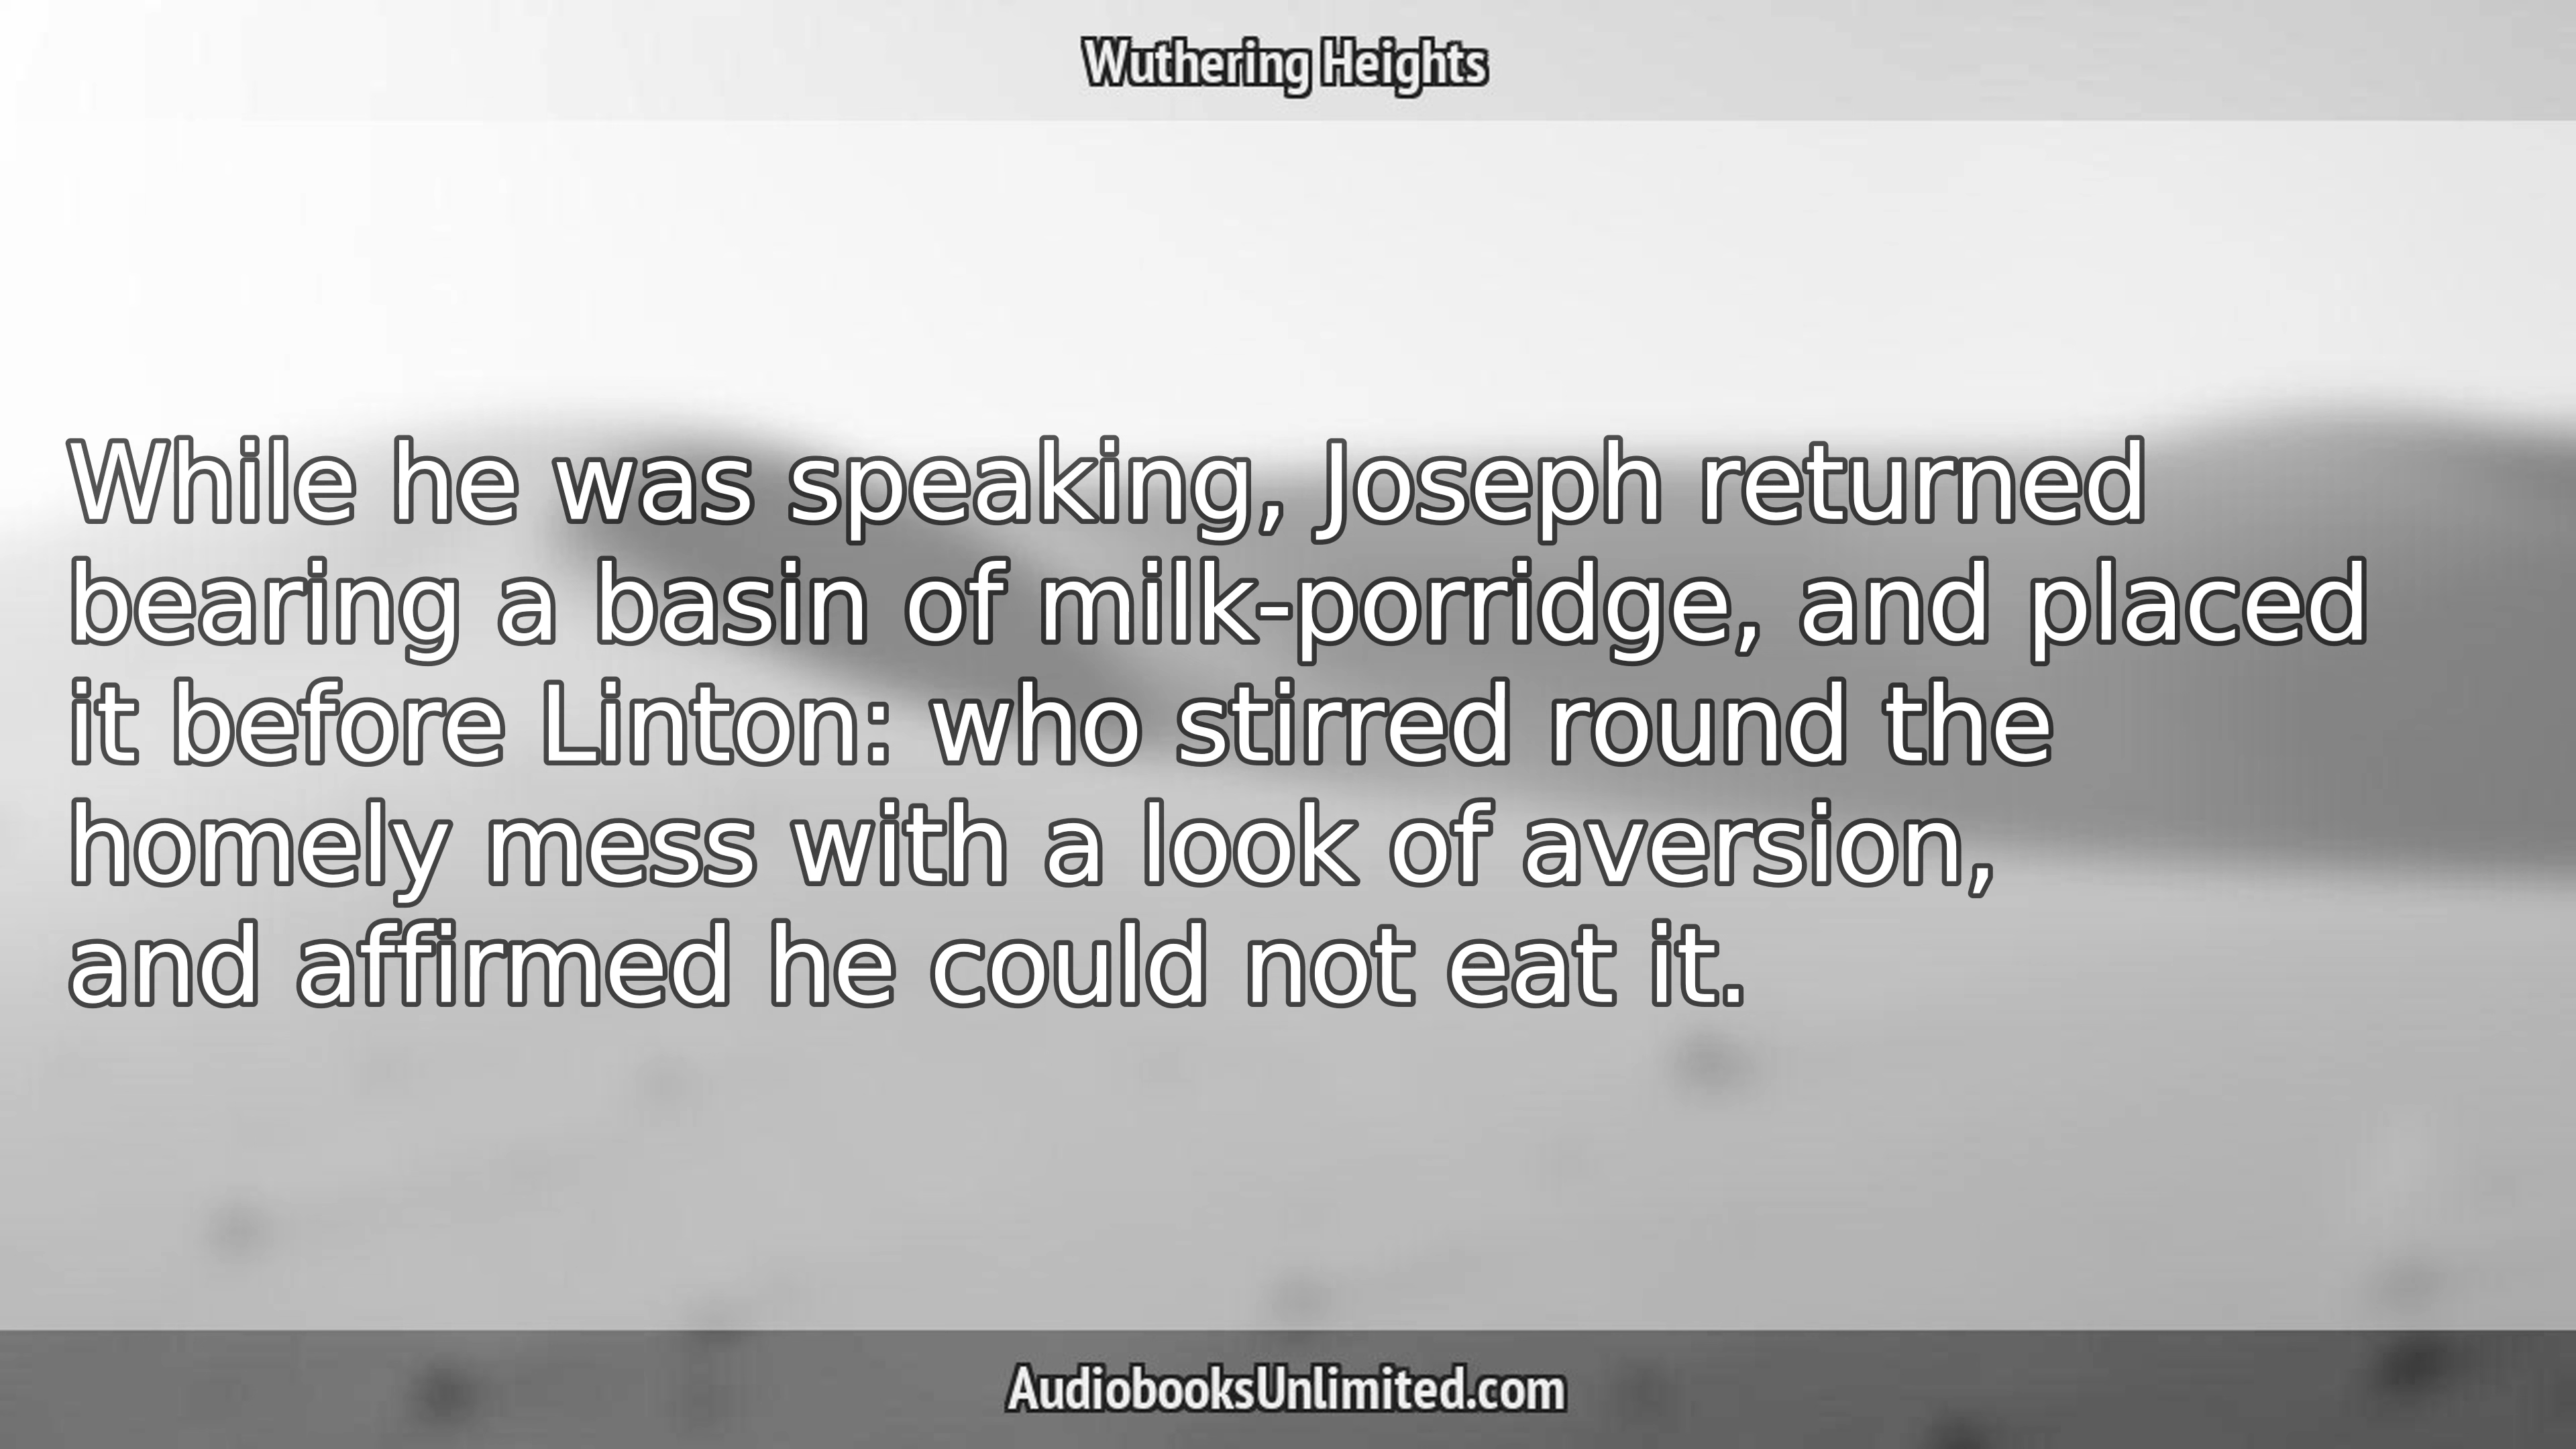 Wuthering Heights
While he was speaking, Joseph returned
bearing a basin of milk-porridge, and placed
it before Linton: who stirred round the
homely mess with a look of aversion,
and affirmed he could not eat it.
AudiobooksUnlimited.com